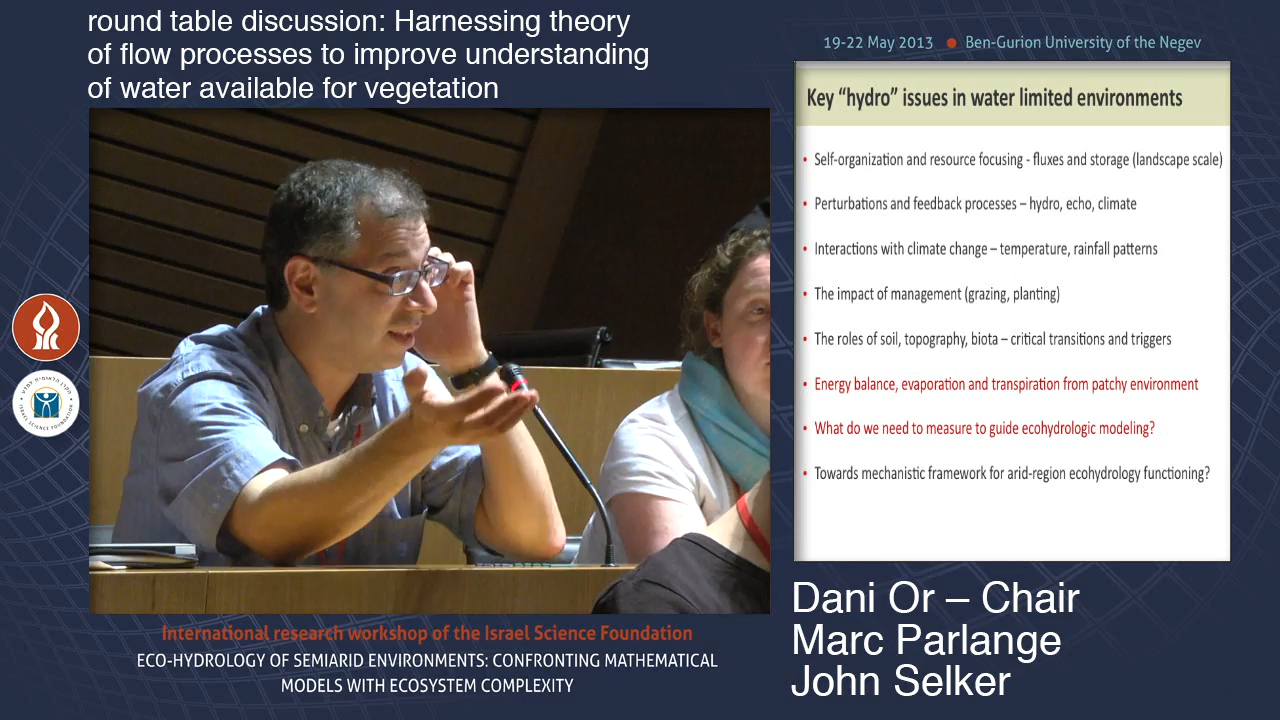 round table discussion: Harnessing theory
of flow processes to improve understanding
of water available for vegetation
19-22 May 2013 • Ben-Gurion University of the Negev
Key “hydro” issues in water limited environments
• Self-organization and resource focusing - fluxes and storage (landscape scale)
• Perturbations and feedback processes – hydro, echo, climate
• Interactions with climate change – temperature, rainfall patterns
• The impact of management (grazing, planting)
• The roles of soil, topography, biota – critical transitions and triggers
• Energy balance, evaporation and transpiration from patchy environment
• What do we need to measure to guide ecohydrologic modeling?
• Towards mechanistic framework for arid-region ecohydrology functioning?
Dani Or – Chair
Marc Parlange
John Selker
International research workshop of the Israel Science Foundation
ECO-HYDROLOGY OF SEMIARID ENVIRONMENTS: CONFRONTING MATHEMATICAL
MODELS WITH ECOSYSTEM COMPLEXITY
ISRAEL SCIENCE FOUNDATION